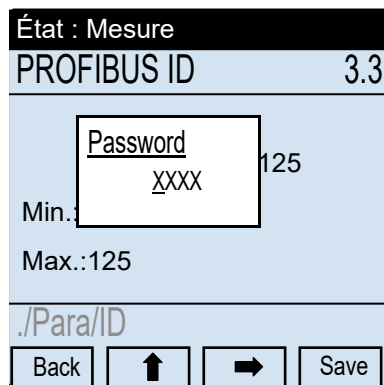 État : Mesure
PROFIBUS ID 3.3
Password
XXXX
125
Min.:
Max.:125
./Para/ID
Back ⬆ ➡ Save